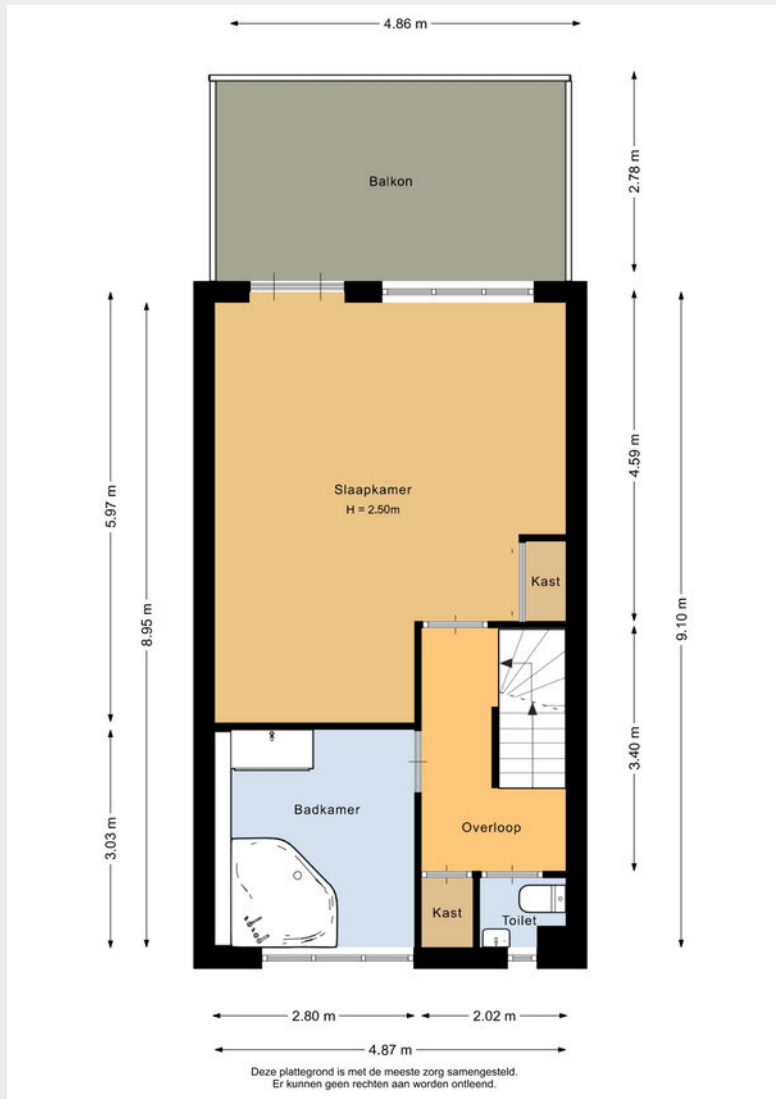 4.86 m
Balkon
2.78 m
Slaapkamer
H = 2.50m
4.59 m
5.97 m
Kast
8.95 m
9.10 m
3.40 m
Badkamer
3.03 m
Overloop
Kast
Toilet
2.80 m
2.02 m
4.87 m
Deze plattegrond is met de meeste zorg samengesteld.
Er kunnen geen rechten aan worden ontleend.